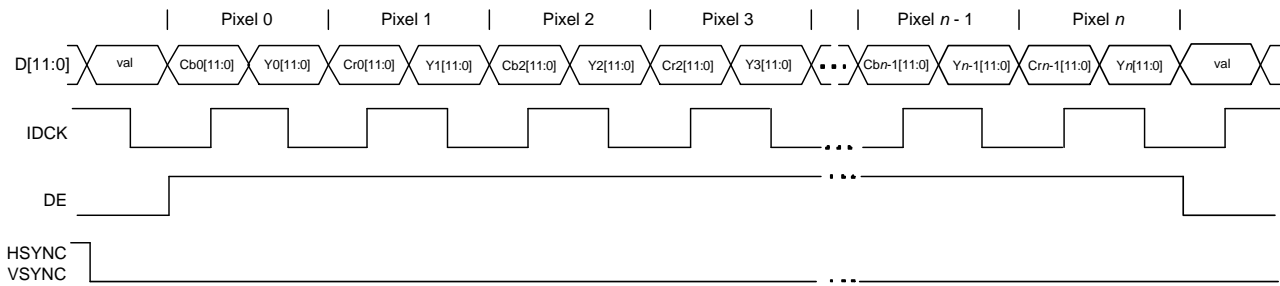 Pixel 0 Pixel 1 Pixel 2 Pixel 3 Pixel n - 1 Pixel n
D[11:0] val Cb0[11:0] Y0[11:0] Cr0[11:0] Y1[11:0] Cb2[11:0] Y2[11:0] Cr2[11:0] Y3[11:0] Cbn-1[11:0] Yn-1[11:0] Crn-1[11:0] Yn[11:0] val
IDCK
DE
HSYNC
VSYNC